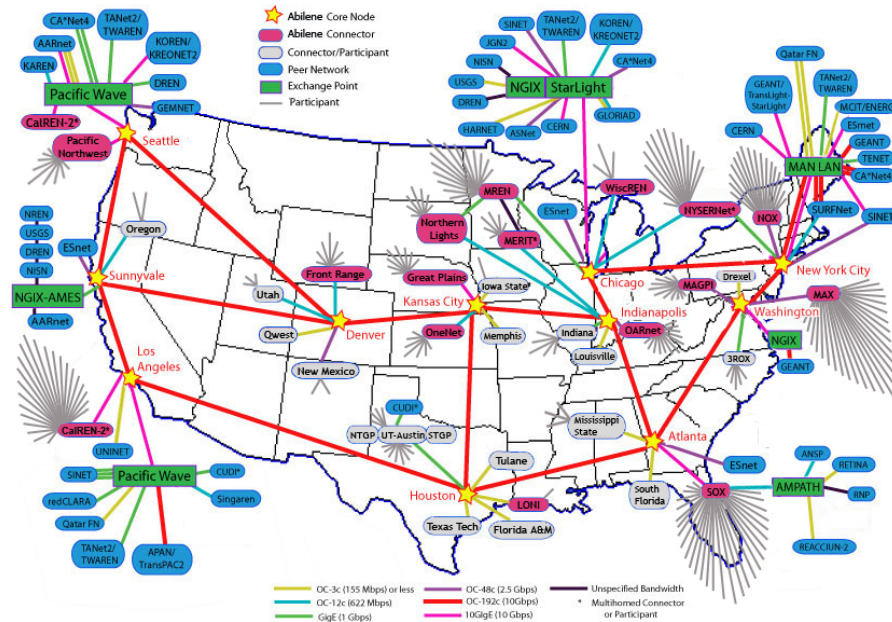 CA*Net4
TANet2/
TWAREN
AARnet
KOREN/
KREONET2
KAREN
DREN
Pacific Wave
GEMNET
CalREN-2*
Seattle
Pacific
Northwest
Abilene Core Node
Abilene Connector
Connector/Participant
Peer Network
Exchange Point
Participant
SINET
TANet2/
TWAREN
KOREN/
KREONET2
JGN2
NISN
CA*Net4
USGS
NGIX
StarLight
DREN
GLORIAD
HARNET
ASNet
CERN
Qatar FN
GEANT/
TransLight-
StarLight
TANet2/
TWAREN
MCIT/ENERGI
CERN
ESmet
GEANT
MAN LAN
TENET
CA*Net4
SURFNet
SINET
MREN
WiscREN
NYSERNet*
NOX
Northern
Lights
ESnet
MERIT*
NREN
USGS
DREN
NISN
NGIX-AMES
AARnet
ESnet
Oregon
Sunnyvale
Utah
Front Range
Qwest
Denver
New Mexico
Great Plains
Iowa State*
Kansas City
OneNet
Memphis
Chicago
Indianapolis
Indiana
Louisville
OARnet
New York City
Drexel
MAGPI
MAX
Washington
NGIX
3ROX
GEANT
Los
Angeles
CalREN-2*
UNINET
SINET
Pacific Wave
CUDI*
redCLARA
Singaren
Qatar FN
TANet2/
TWAREN
APAN/
TransPAC2
CUDI*
NTGP
UT-Austin
STGP
Tulane
Houston
LONI
Texas Tech
Florida A&M
Mississippi
State
Atlanta
ESnet
South
Florida
SOX
ANSP
RETINA
AMPATH
RNP
REACCIUN-2
OC-3c (155 Mbps) or less
OC-12c (622 Mbps)
GigE (1 Gbps)
OC-48c (2.5 Gbps)
OC-192c (10Gbps)
10GIgE (10 Gbps)
Unspecified Bandwidth
* Multihomed Connector
or Participant